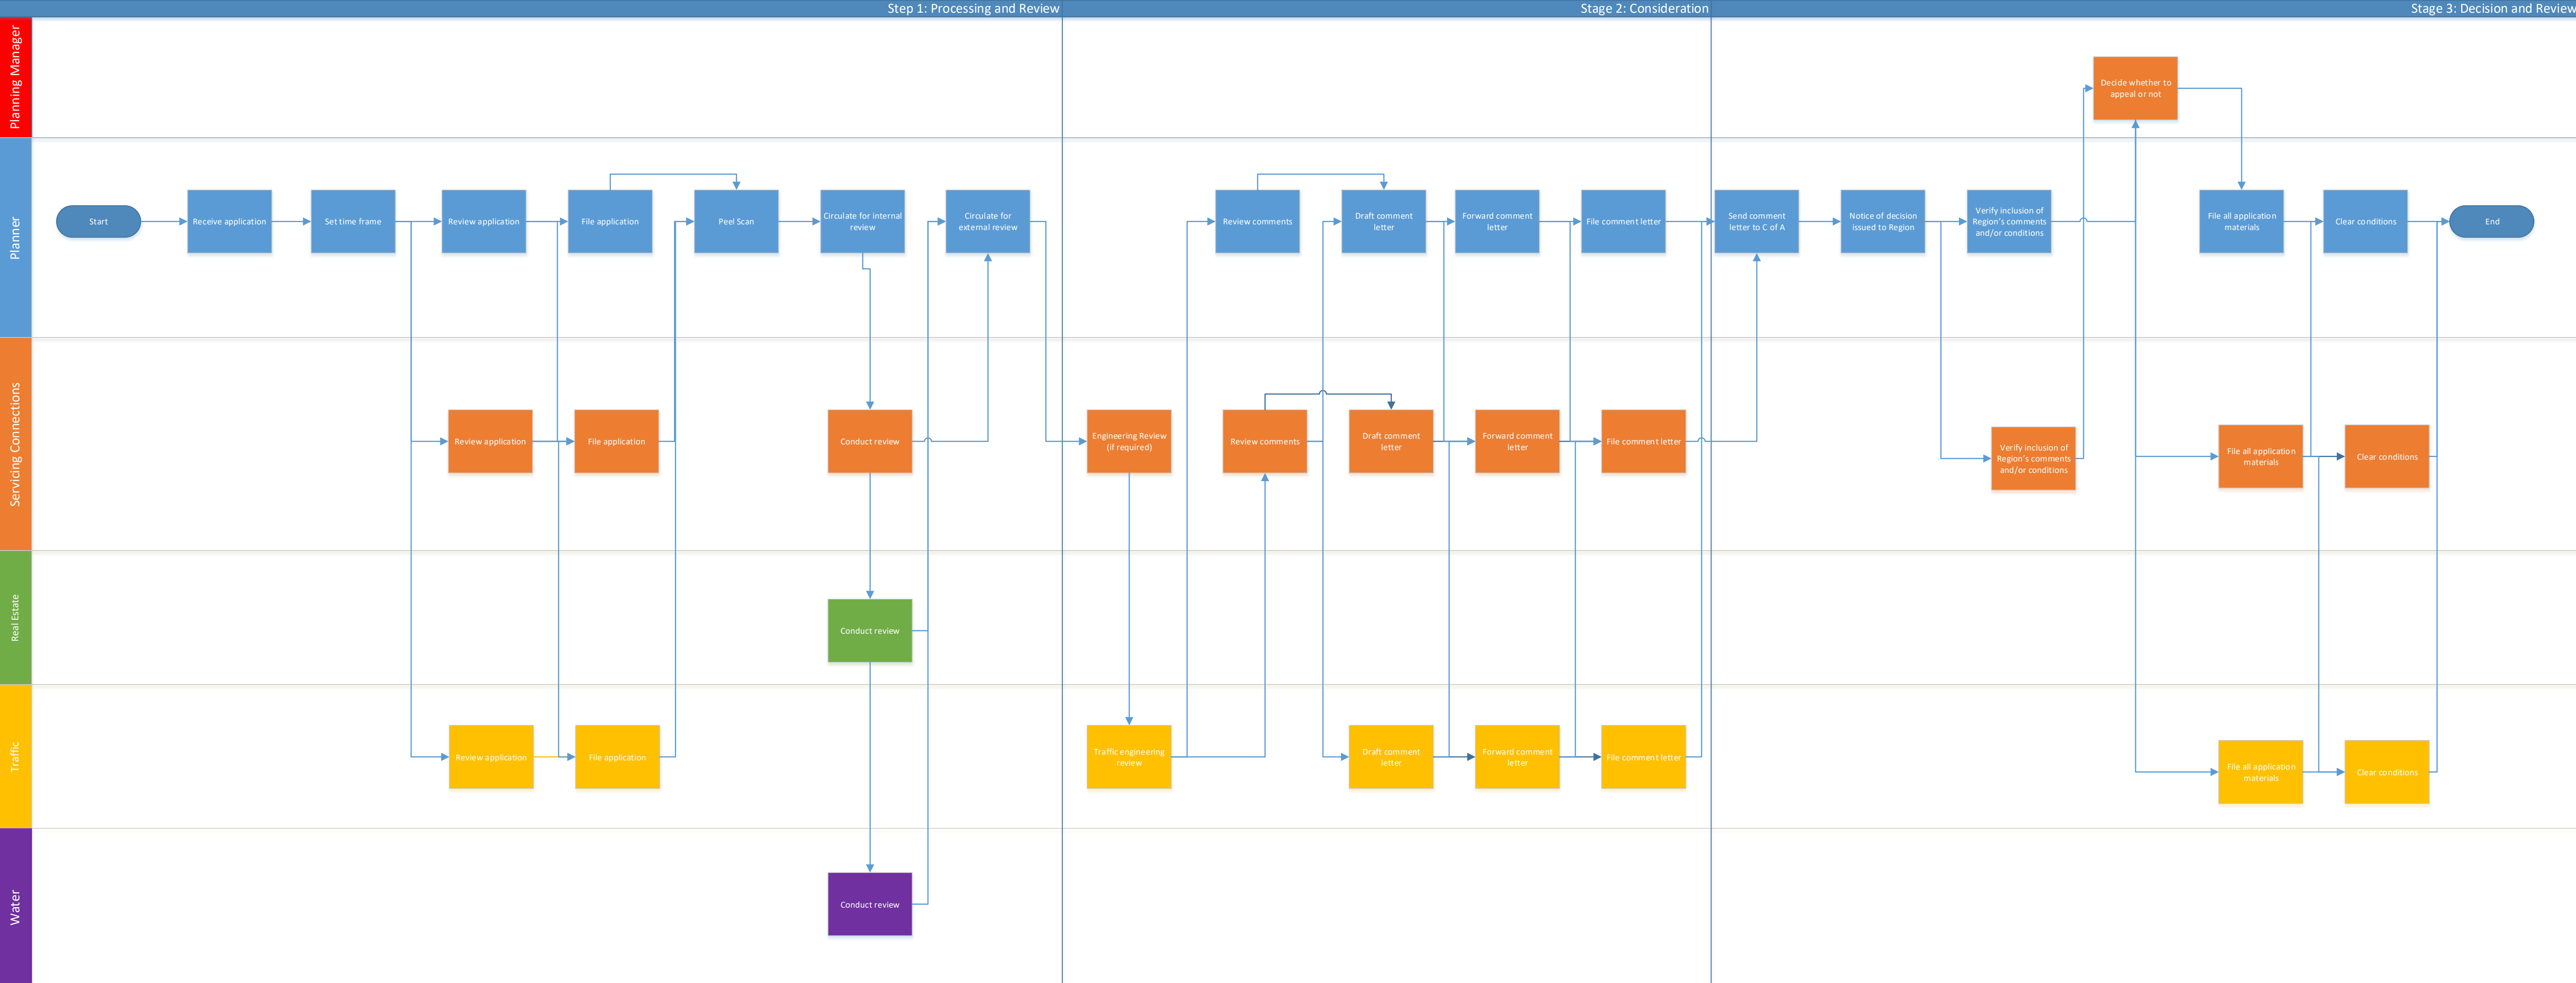 Step 1: Processing and Review
Stage 2: Consideration
Stage 3: Decision and Review
Planning Manager
Decide whether to
appeal or not
Planner
Start
Receive application
Set time frame
Review application
File application
Peel Scan
Circulate for internal
review
Circulate for
external review
Review comments
Draft comment
letter
Forward comment
letter
File comment letter
Send comment
letter to C of A
Notice of decision
issued to Region
Verify inclusion of
Region's comments
and/or conditions
File all application
materials
Clear conditions
End
Servicing Connections
Review application
File application
Conduct review
Engineering Review
(if required)
Review comments
Draft comment
letter
Forward comment
letter
File comment letter
Verify inclusion of
Region's comments
and/or conditions
File all application
materials
Clear conditions
Real Estate
Conduct review
Traffic
Review application
File application
Traffic engineering
review
Draft comment
letter
Forward comment
letter
File comment letter
File all application
materials
Clear conditions
Water
Conduct review